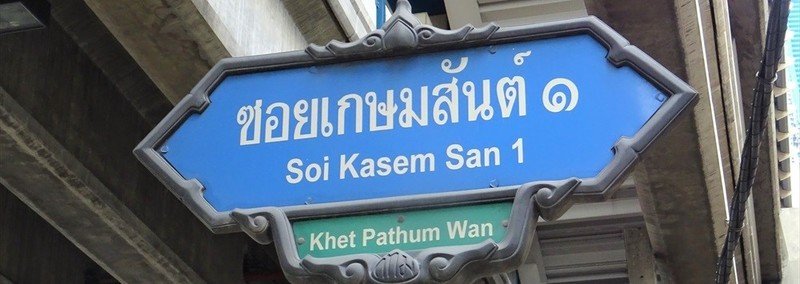 ซอยเกษมสันต์ ๑
Soi Kasem San 1
Khet Pathum Wan